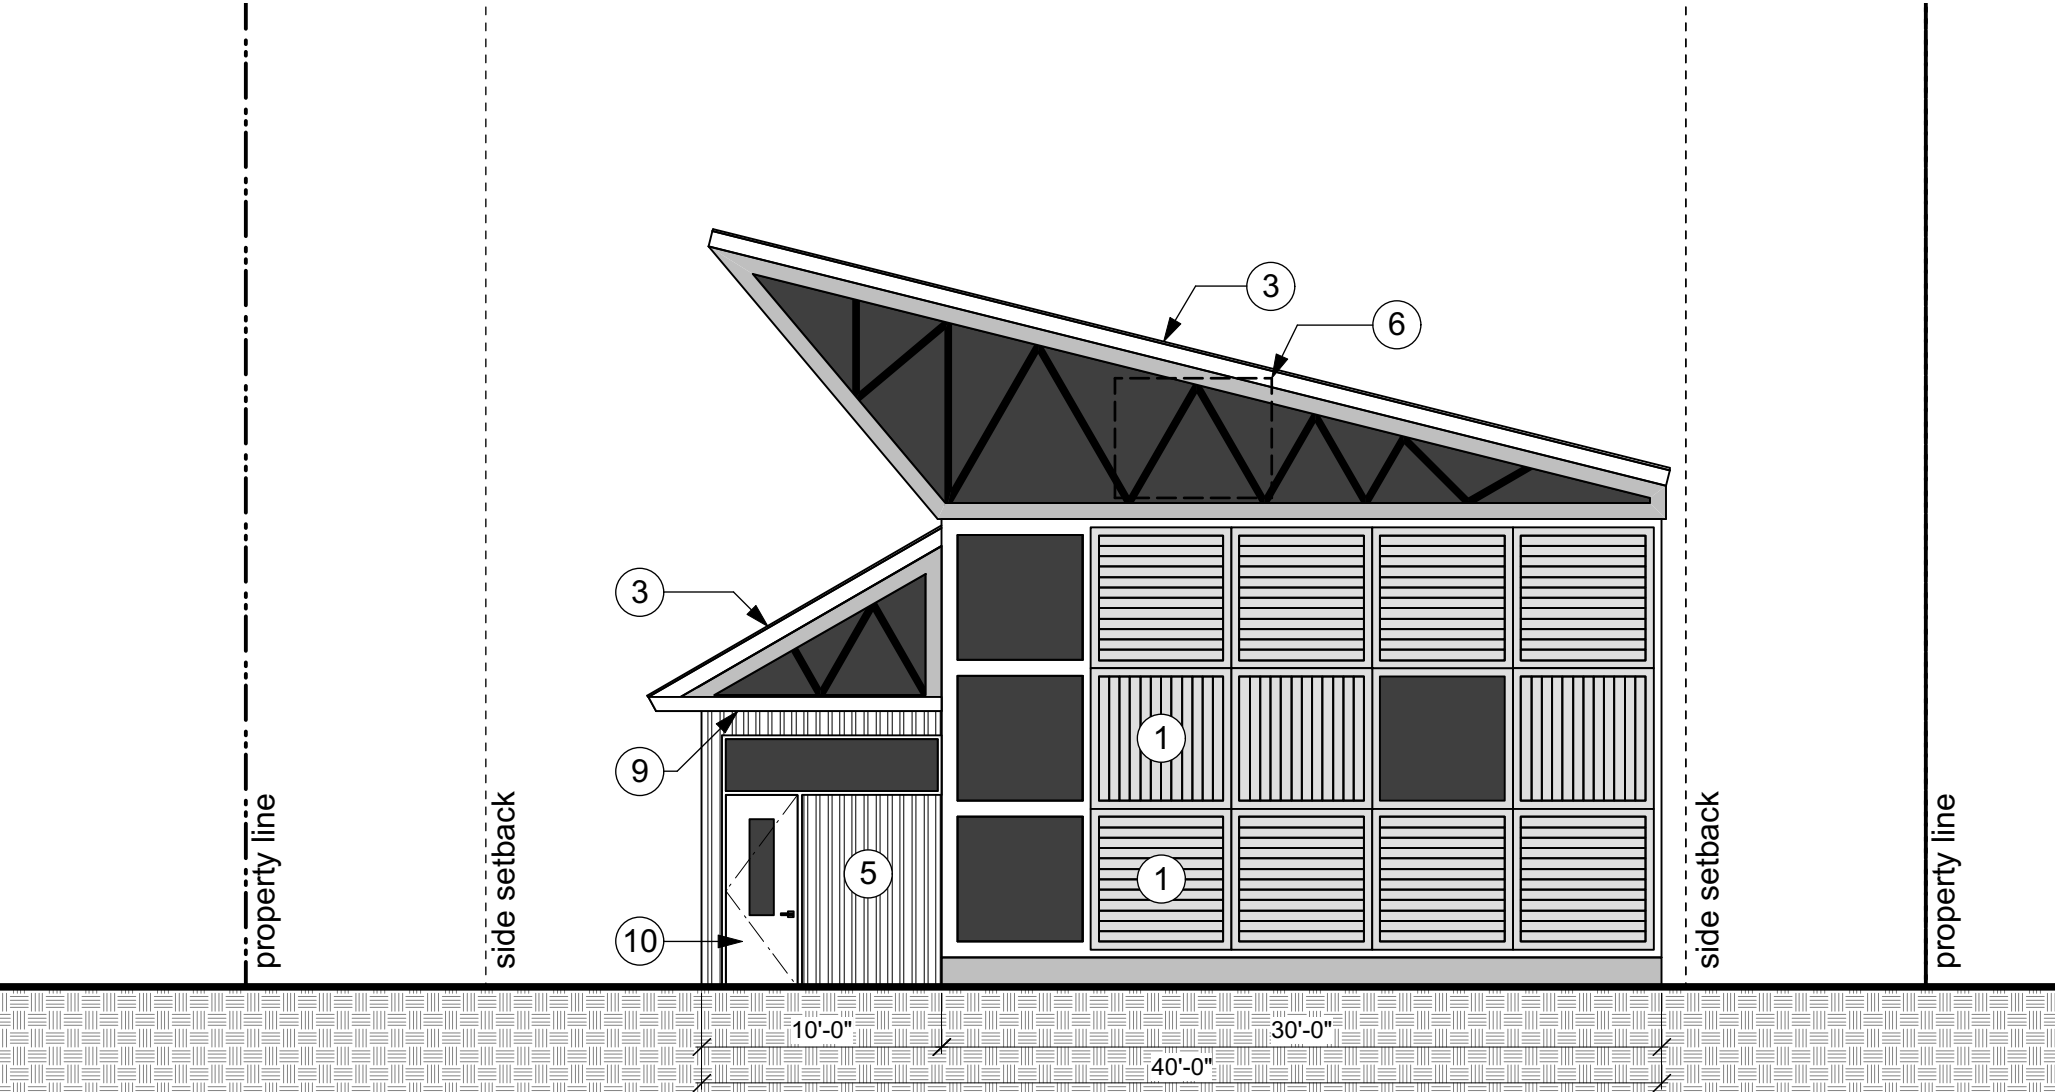 3
6
3
9
1
5
1
10
property line
side setback
side setback
property line
10'-0"
30'-0"
40'-0"